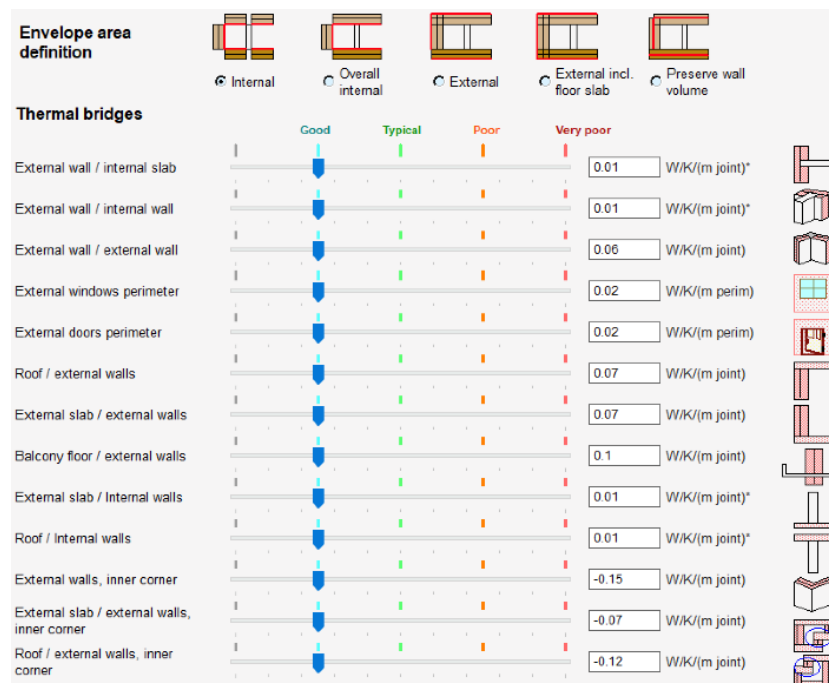 Envelope area
definition
Internal
Overall
internal
External
External incl.
floor slab
Preserve wall
volume
Thermal bridges
Good Typical Poor Very poor
External wall / internal slab 0.01 W/K/(m joint)*
External wall / internal wall 0.01 W/K/(m joint)*
External wall / external wall 0.06 W/K/(m joint)
External windows perimeter 0.02 W/K/(m perim)
External doors perimeter 0.02 W/K/(m perim)
Roof / external walls 0.07 W/K/(m joint)
External slab / external walls 0.07 W/K/(m joint)
Balcony floor / external walls 0.1 W/K/(m joint)
External slab / Internal walls 0.01 W/K/(m joint)*
Roof / Internal walls 0.01 W/K/(m joint)*
External walls, inner corner -0.15 W/K/(m joint)
External slab / external walls,
inner corner -0.07 W/K/(m joint)
Roof / external walls, inner
corner -0.12 W/K/(m joint)